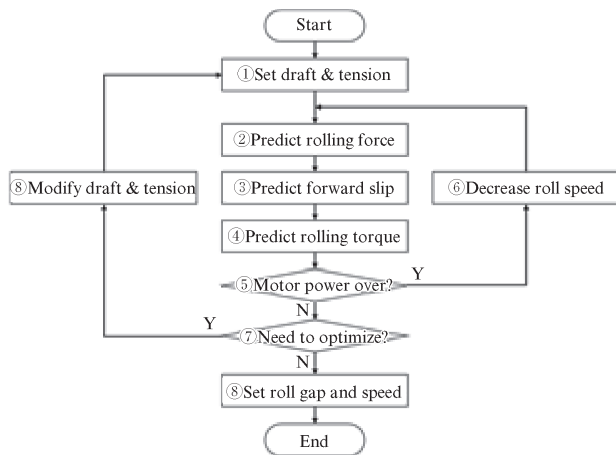 Start
①Set draft & tension
②Predict rolling force
⑧Modify draft & tension
③Predict forward slip
⑥Decrease roll speed
④Predict rolling torque
⑤Motor power over?
Y
N
Y
⑦Need to optimize?
N
⑧Set roll gap and speed
End